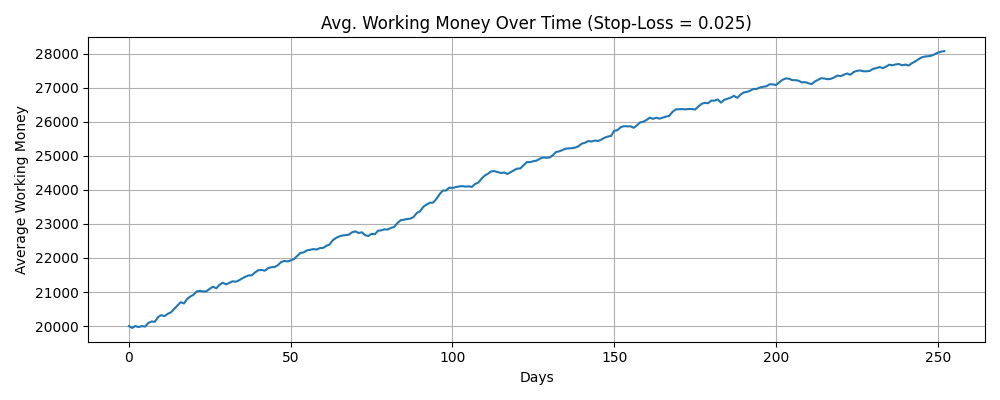 Avg. Working Money Over Time (Stop-Loss = 0.025)
Average Working Money
28000
27000
26000
25000
24000
23000
22000
21000
20000
0 50 100 150 200 250
Days